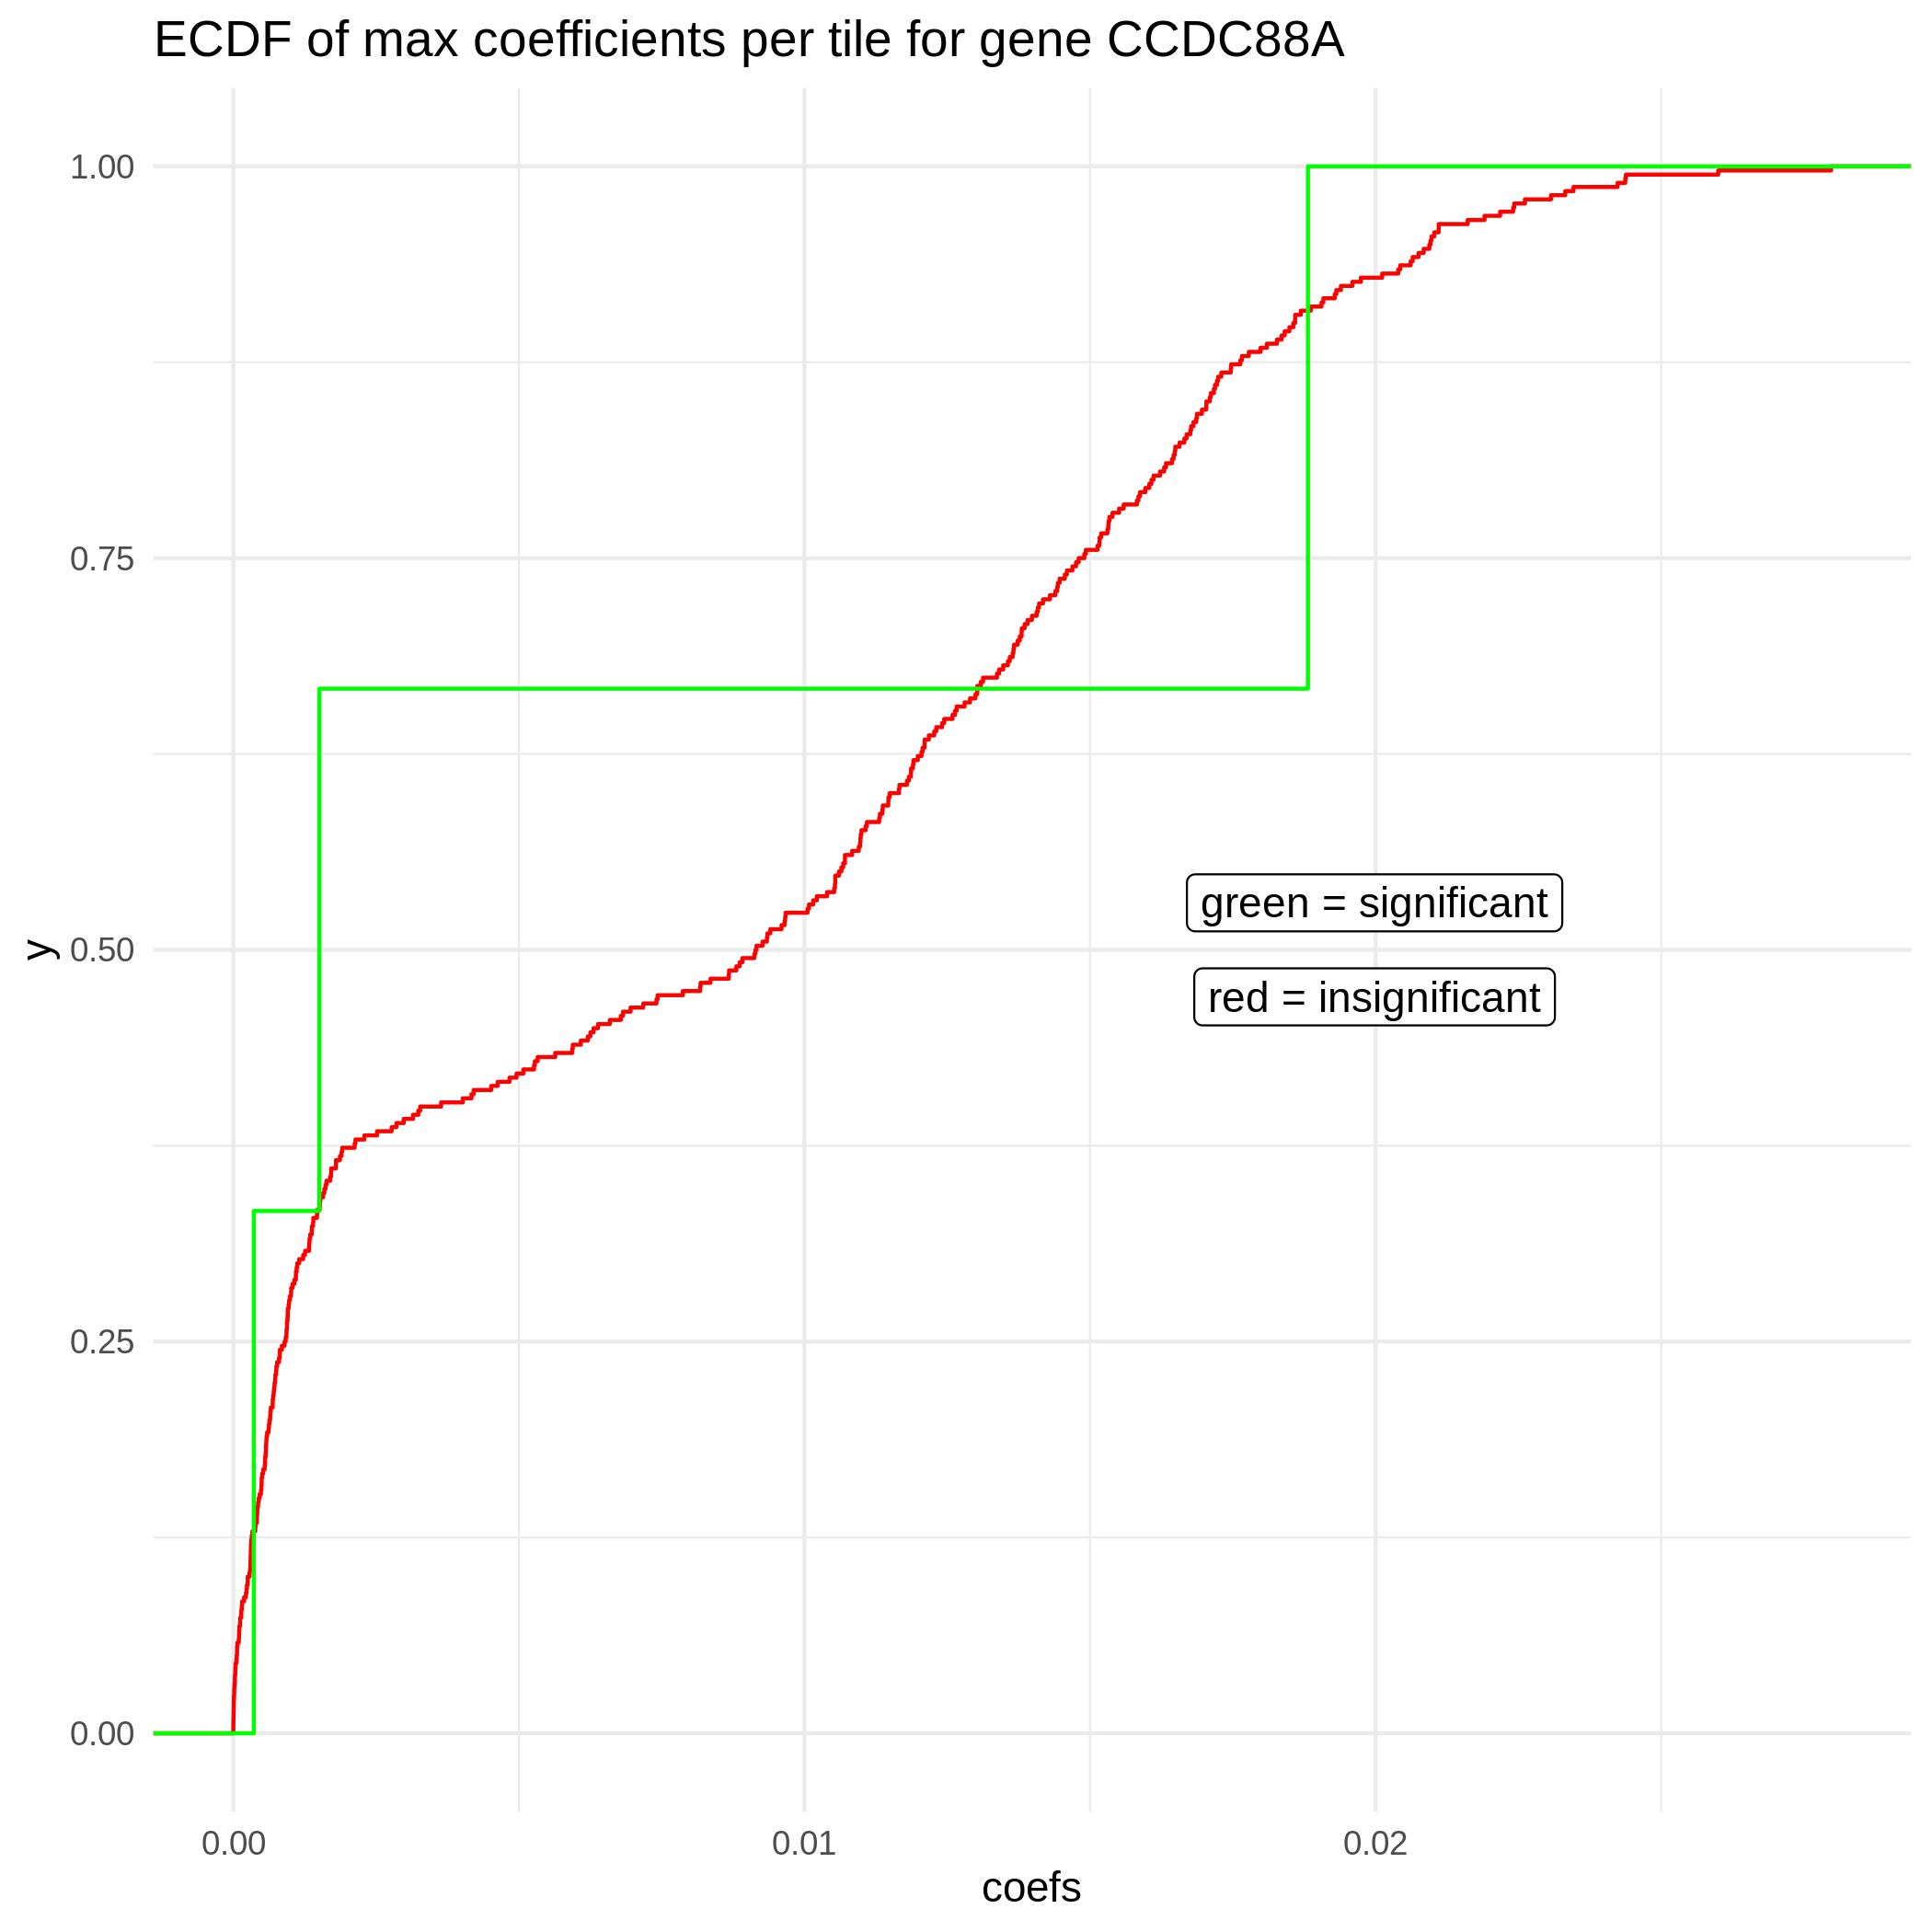 ECDF of max coefficients per tile for gene CCDC88A
1.00
0.75
0.50
0.25
0.00
y
green = significant
red = insignificant
0.00
0.01
0.02
coefs